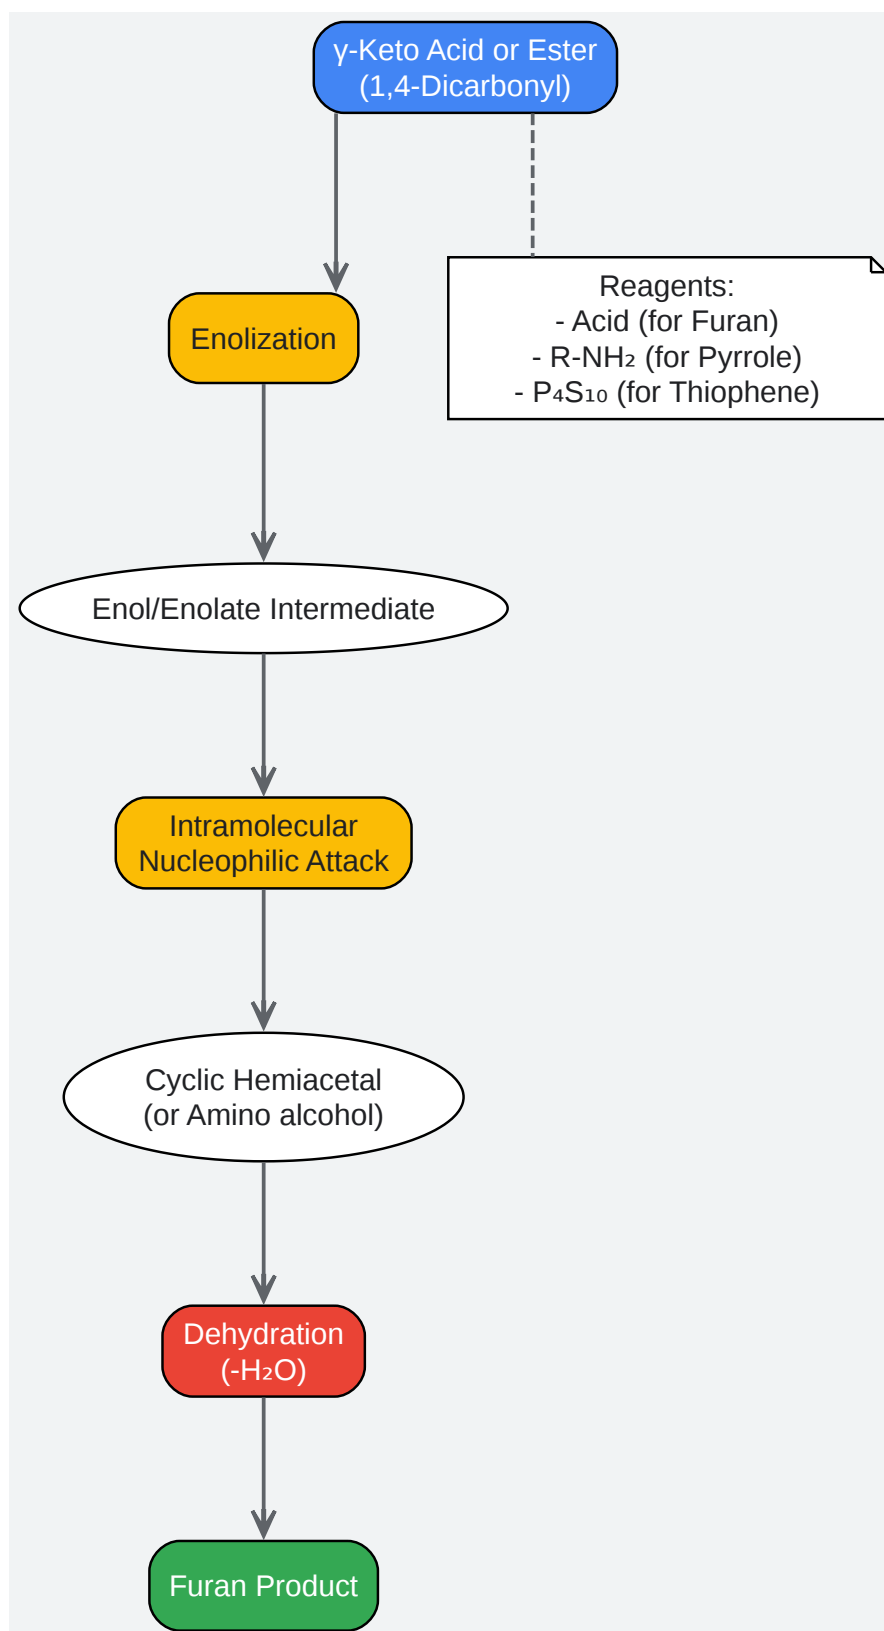 γ-Keto Acid or Ester
(1,4-Dicarbonyl)
Reagents:
- Acid (for Furan)
- R-NH₂ (for Pyrrole)
- P₄S₁₀ (for Thiophene)
Enolization
Enol/Enolate Intermediate
Intramolecular
Nucleophilic Attack
Cyclic Hemiacetal
(or Amino alcohol)
Dehydration
(-H₂O)
Furan Product